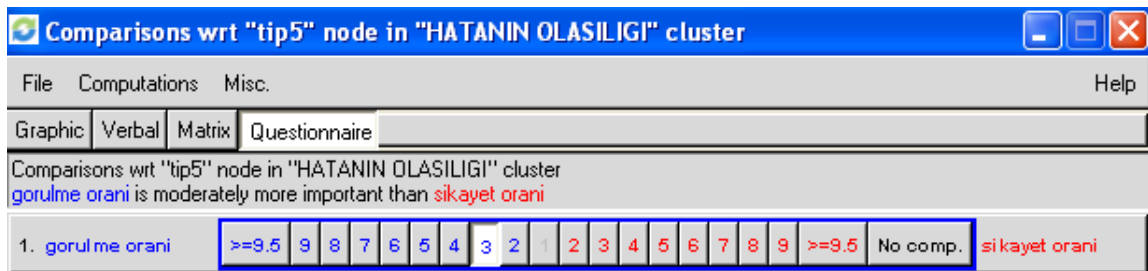 Comparisons wrt "tip5" node in "HATANIN OLASILIGI" cluster
File Computations Misc. Help
Graphic Verbal Matrix Questionnaire
Comparisons wrt "tip5" node in "HATANIN OLASILIGI" cluster
gorulme orani is moderately more important than sikayet orani
1. gorulme orani >=9.5 9 8 7 6 5 4 3 2 1 2 3 4 5 6 7 8 9 >=9.5 No comp. sikayet orani